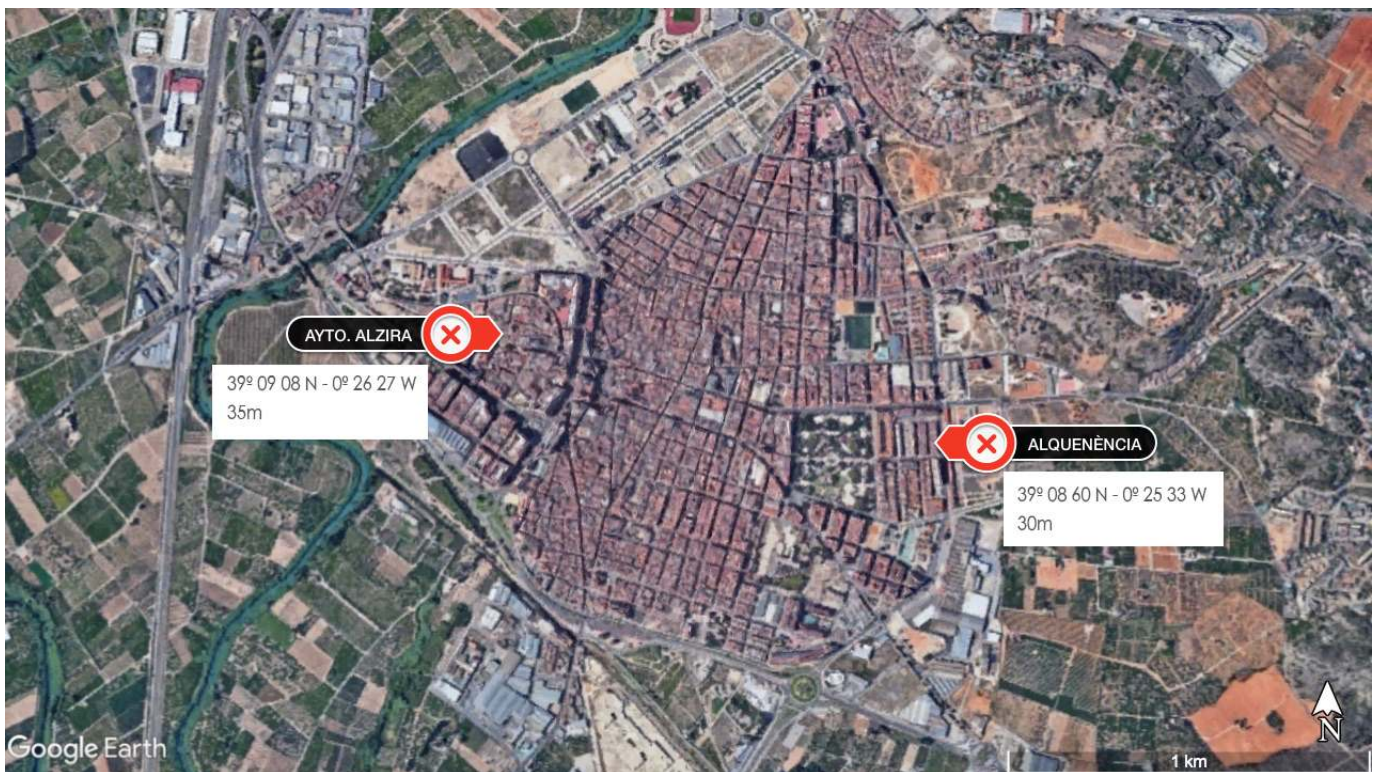 AYTO. ALZIRA
39º 09 08 N - 0º 26 27 W
35m
ALQUENÈNCIA
39º 08 60 N - 0º 25 33 W
30m
N
1 km
Google Earth